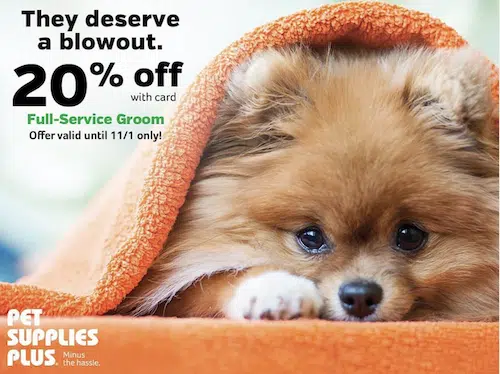 They deserve
a blowout.
20% off
with card
Full-Service Groom
Offer valid until 11/1 only!
PET
SUPPLIES
PLUS. Minus
the hassle.